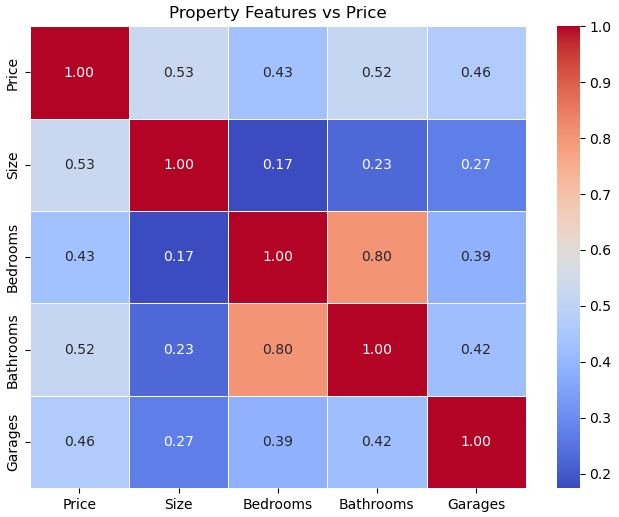 Property Features vs Price
Price 1.00 0.53 0.43 0.52 0.46
Size 0.53 1.00 0.17 0.23 0.27
Bedrooms 0.43 0.17 1.00 0.80 0.39
Bathrooms 0.52 0.23 0.80 1.00 0.42
Garages 0.46 0.27 0.39 0.42 1.00
Price Size Bedrooms Bathrooms Garages
1.0
0.9
0.8
0.7
0.6
0.5
0.4
0.3
0.2